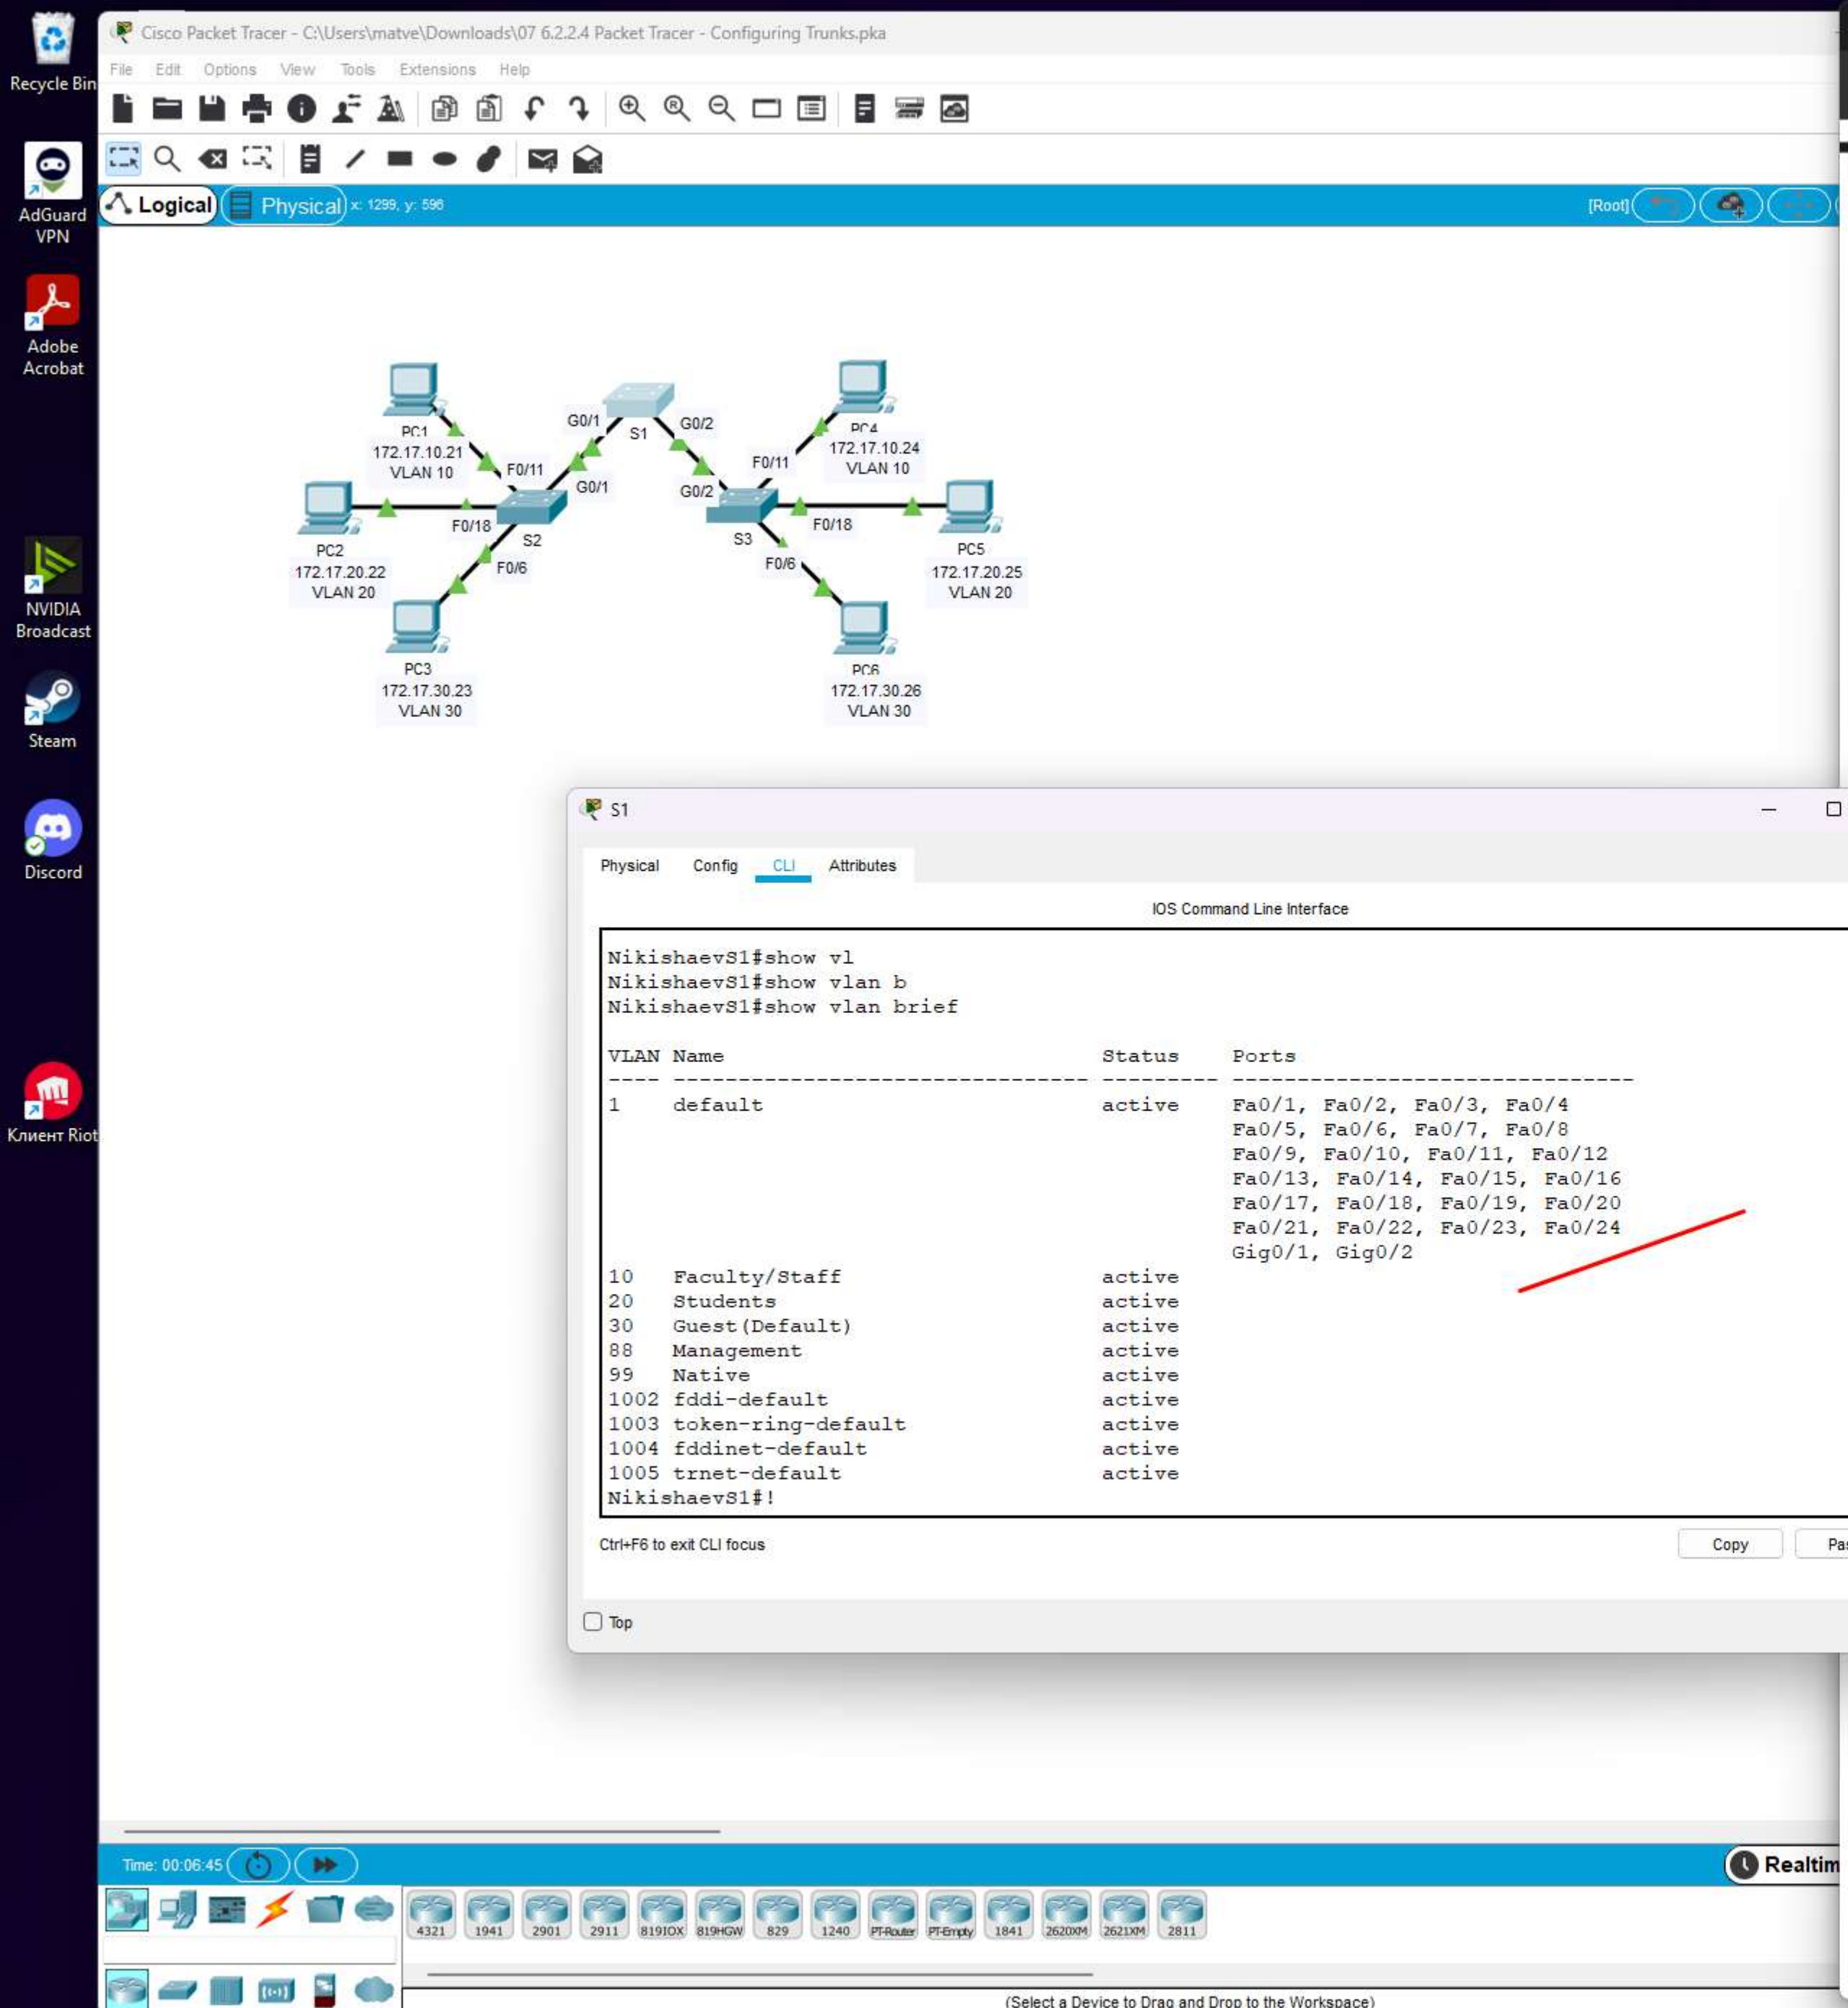 Cisco Packet Tracer - C:\Users\matve\Downloads\07 6.2.2.4 Packet Tracer - Configuring Trunks.pka
File Edit Options View Tools Extensions Help
Logical Physical x: 1299, y: 596 [Root]
Recycle Bin
AdGuard
VPN
Adobe
Acrobat
NVIDIA
Broadcast
Steam
Discord
Клиент Riot
PC1
172.17.10.21
VLAN 10
F0/11
G0/1
S1
G0/2
G0/1
PC4
172.17.10.24
VLAN 10
F0/11
G0/2
F0/18
S2
F0/6
PC2
172.17.20.22
VLAN 20
S3
F0/18
F0/6
PC5
172.17.20.25
VLAN 20
PC3
172.17.30.23
VLAN 30
PC6
172.17.30.26
VLAN 30
S1
Physical Config CLI Attributes
IOS Command Line Interface
NikishaevS1#show vl
NikishaevS1#show vlan b
NikishaevS1#show vlan brief
VLAN Name Status Ports
---- -------------------------------- --------- -------------------------------
1 default active Fa0/1, Fa0/2, Fa0/3, Fa0/4
Fa0/5, Fa0/6, Fa0/7, Fa0/8
Fa0/9, Fa0/10, Fa0/11, Fa0/12
Fa0/13, Fa0/14, Fa0/15, Fa0/16
Fa0/17, Fa0/18, Fa0/19, Fa0/20
Fa0/21, Fa0/22, Fa0/23, Fa0/24
Gig0/1, Gig0/2
10 Faculty/Staff active
20 Students active
30 Guest(Default) active
88 Management active
99 Native active
1002 fddi-default active
1003 token-ring-default active
1004 fddinet-default active
1005 trnet-default active
NikishaevS1#!
Ctrl+F6 to exit CLI focus Copy Pas
Top
Time: 00:06:45 Realtim
4321 1941 2901 2911 819IOX 819HGW 829 1240 PT-Router PT-Empty 1841 2620XM 2621XM 2811
(Select a Device to Drag and Drop to the Workspace)